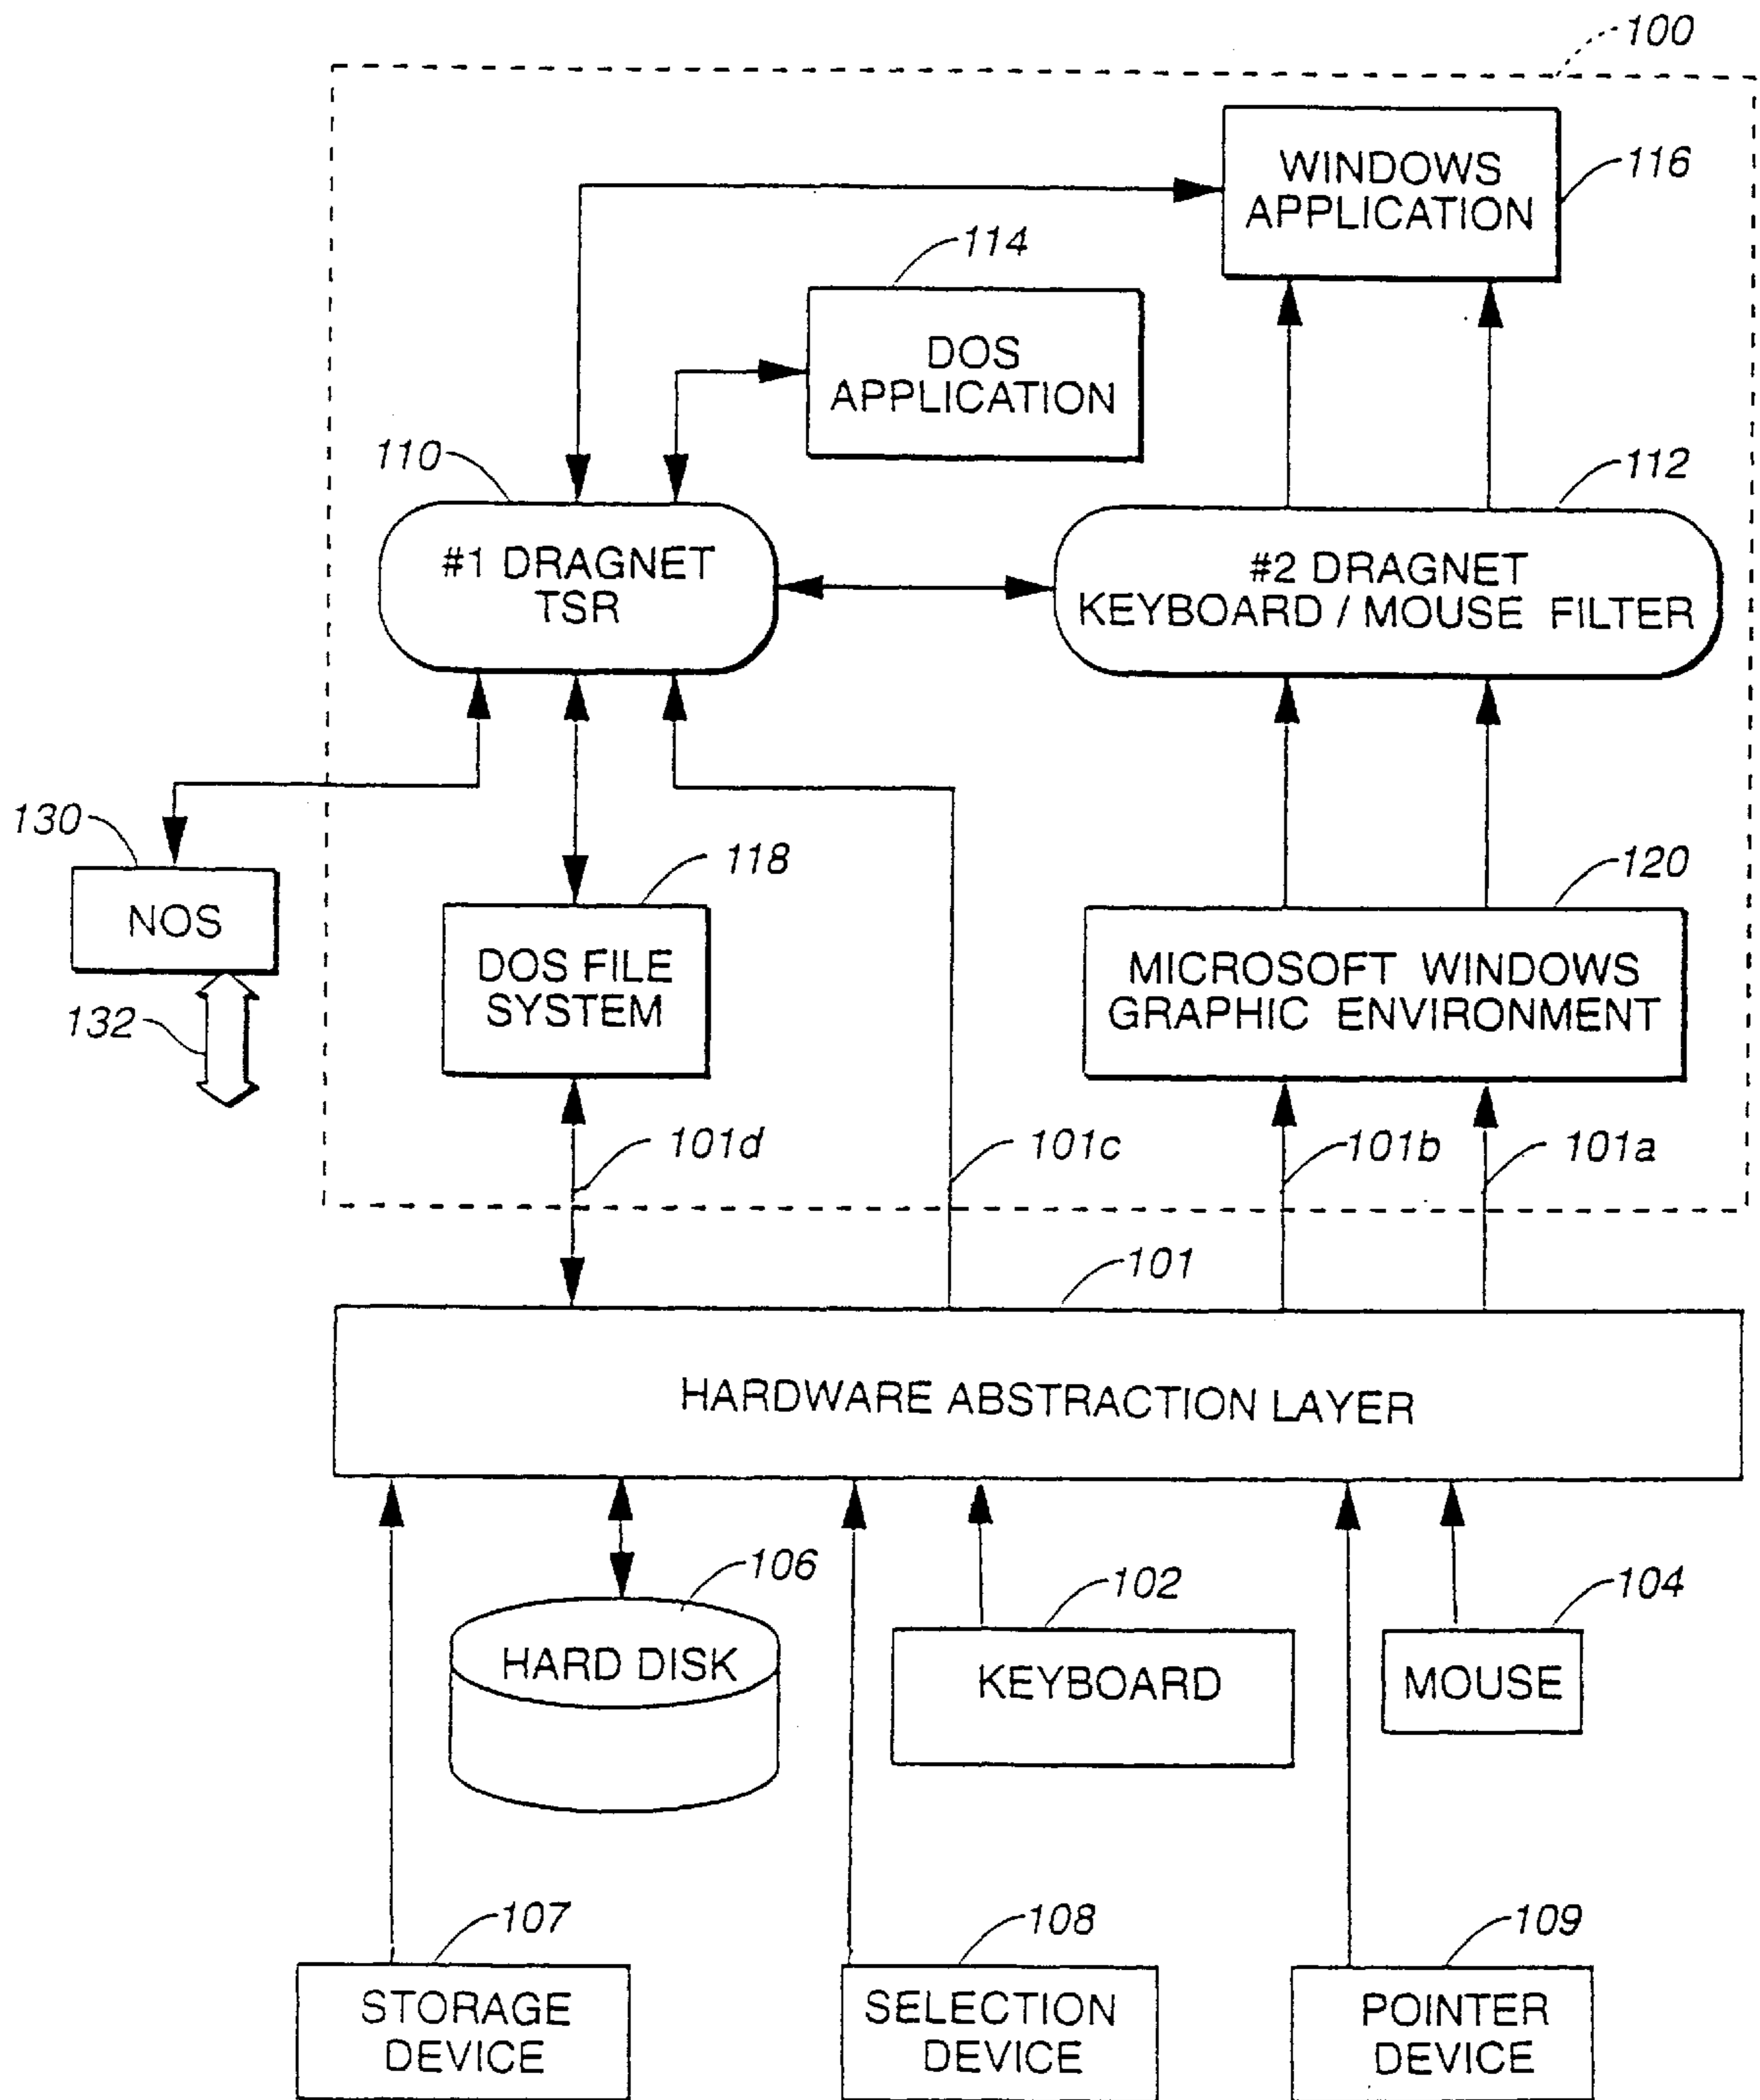 100
WINDOWS
APPLICATION
116
114
DOS
APPLICATION
110
112
#1 DRAGNET
TSR
#2 DRAGNET
KEYBOARD / MOUSE FILTER
130
NOS
132
118
DOS FILE
SYSTEM
120
MICROSOFT WINDOWS
GRAPHIC ENVIRONMENT
101d
101c
101b
101a
101
HARDWARE ABSTRACTION LAYER
106
HARD DISK
102
KEYBOARD
104
MOUSE
107
STORAGE
DEVICE
108
SELECTION
DEVICE
109
POINTER
DEVICE